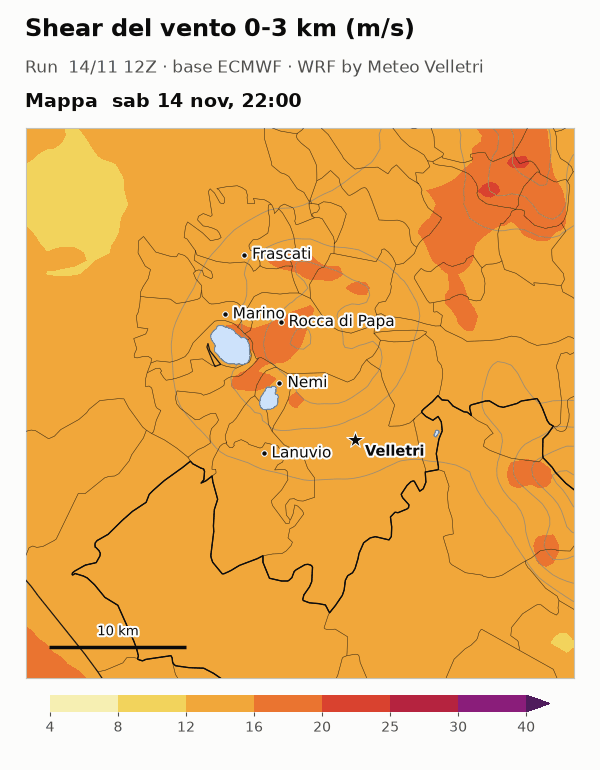 Shear del vento 0-3 km (m/s)
Run  14/11 12Z · base ECMWF · WRF by Meteo Velletri
Mappa  sab 14 nov, 22:00
Frascati
Marino
Rocca di Papa
Nemi
Velletri
Lanuvio
10 km
4 8 12 16 20 25 30 40